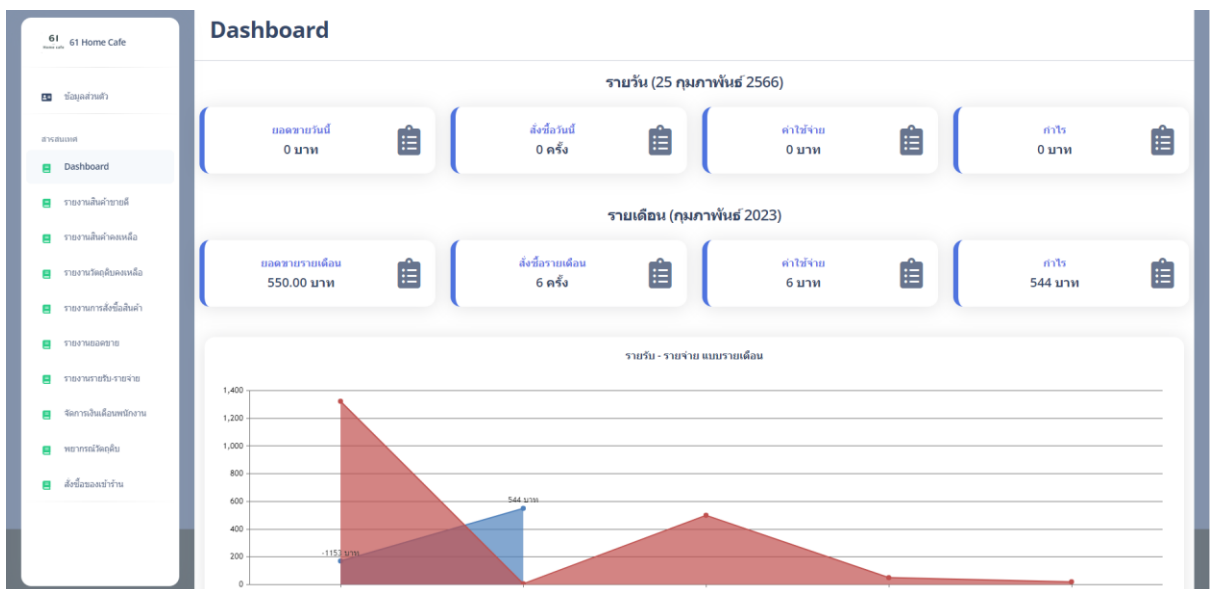 61
Home cafe
61 Home Cafe
ข้อมูลส่วนตัว
สารสนเทศ
Dashboard
รายงานสินค้าขายดี
รายงานสินค้าคงเหลือ
รายงานวัตถุดิบคงเหลือ
รายงานการสั่งซื้อสินค้า
รายงานยอดขาย
รายงานรายรับ-รายจ่าย
จัดการเงินเดือนพนักงาน
พยากรณ์วัตถุดิบ
สั่งซื้อของเข้าร้าน
Dashboard
รายวัน (25 กุมภาพันธ์ 2566)
ยอดขายวันนี้
0 บาท
สั่งซื้อวันนี้
0 ครั้ง
ค่าใช้จ่าย
0 บาท
กำไร
0 บาท
รายเดือน (กุมภาพันธ์ 2023)
ยอดขายรายเดือน
550.00 บาท
สั่งซื้อรายเดือน
6 ครั้ง
ค่าใช้จ่าย
6 บาท
กำไร
544 บาท
รายรับ - รายจ่าย แบบรายเดือน
1,400
1,200
1,000
800
600
400
200
0
544 บาท
-1153 บาท